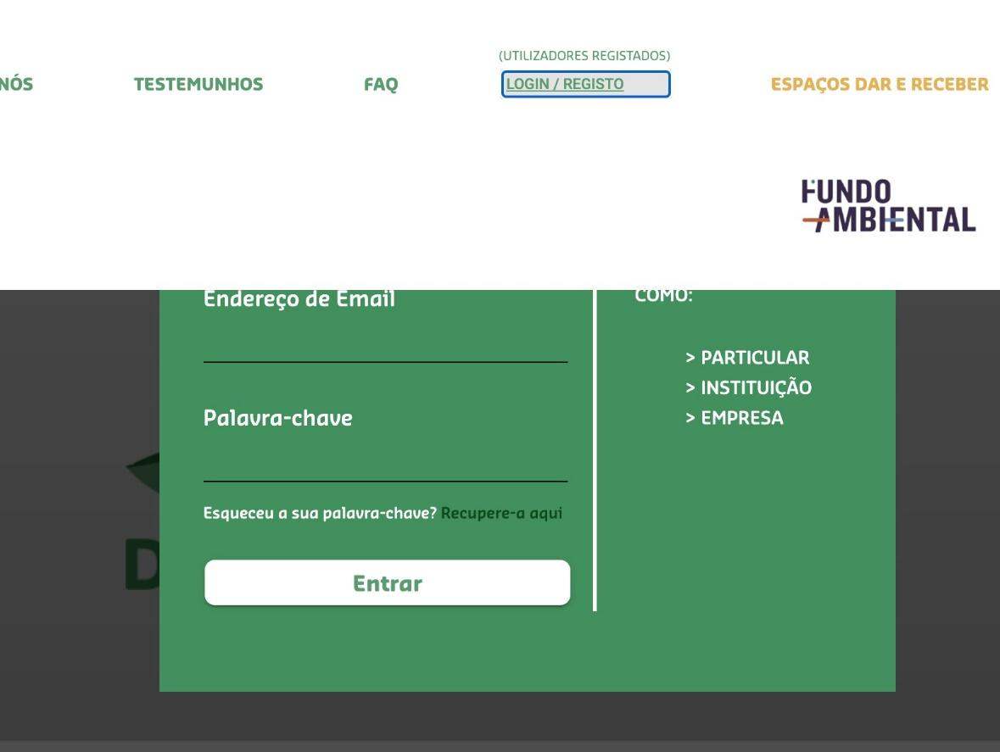 (UTILIZADORES REGISTADOS)
NÓS TESTEMUNHOS FAQ LOGIN / REGISTO ESPAÇOS DAR E RECEBER
FUNDO
AMBIENTAL
Endereço de Email
COMO:
> PARTICULAR
> INSTITUIÇÃO
> EMPRESA
Palavra-chave
Esqueceu a sua palavra-chave? Recupere-a aqui
Entrar
D